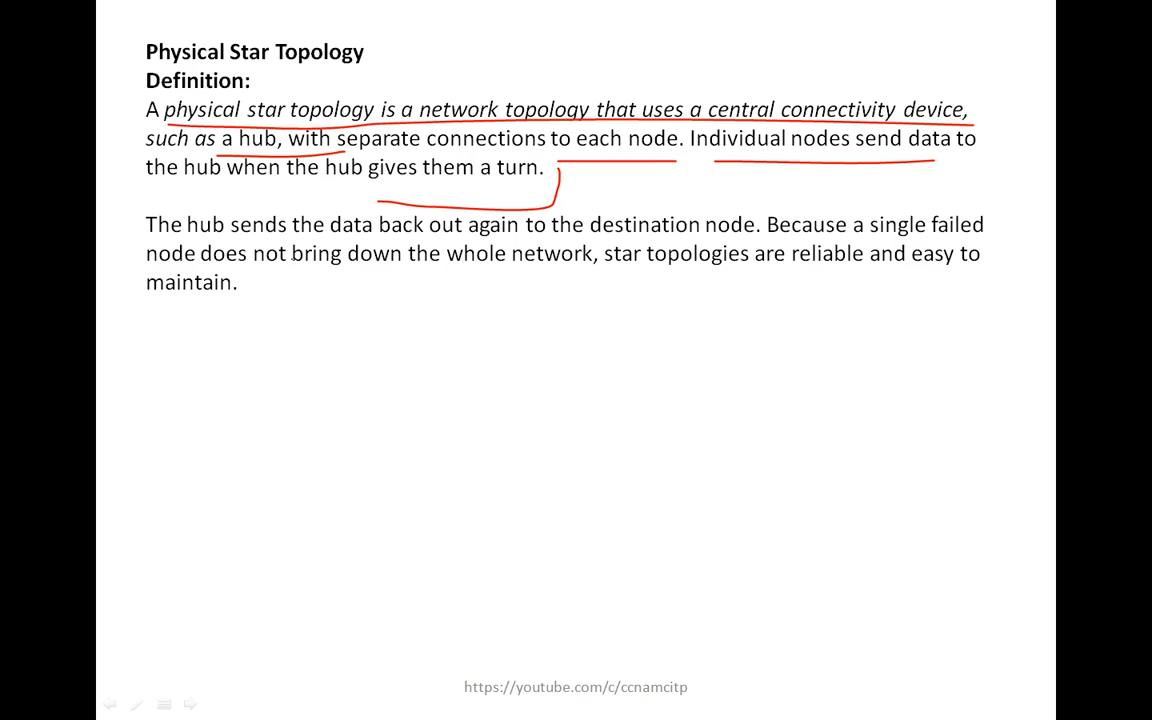 Physical Star Topology
Definition:
A physical star topology is a network topology that uses a central connectivity device,
such as a hub, with separate connections to each node. Individual nodes send data to
the hub when the hub gives them a turn.
The hub sends the data back out again to the destination node. Because a single failed
node does not bring down the whole network, star topologies are reliable and easy to
maintain.
https://youtube.com/c/ccnamcitp